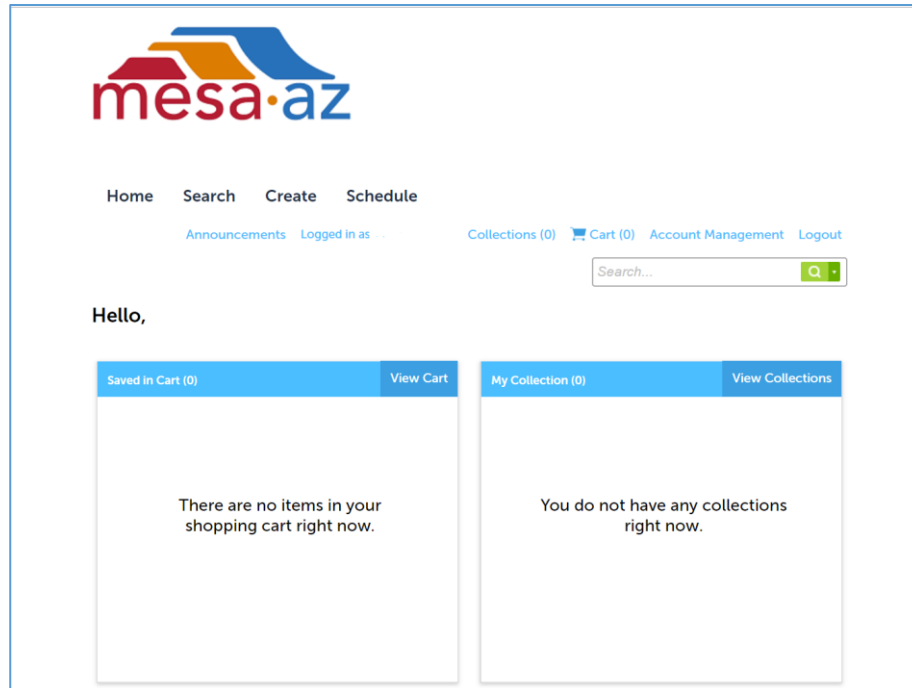 mesa·az
Home Search Create Schedule
Announcements Logged in as Collections (0) Cart (0) Account Management Logout
Search...
Hello,
Saved in Cart (0) View Cart My Collection (0) View Collections
There are no items in your
shopping cart right now.
You do not have any collections
right now.